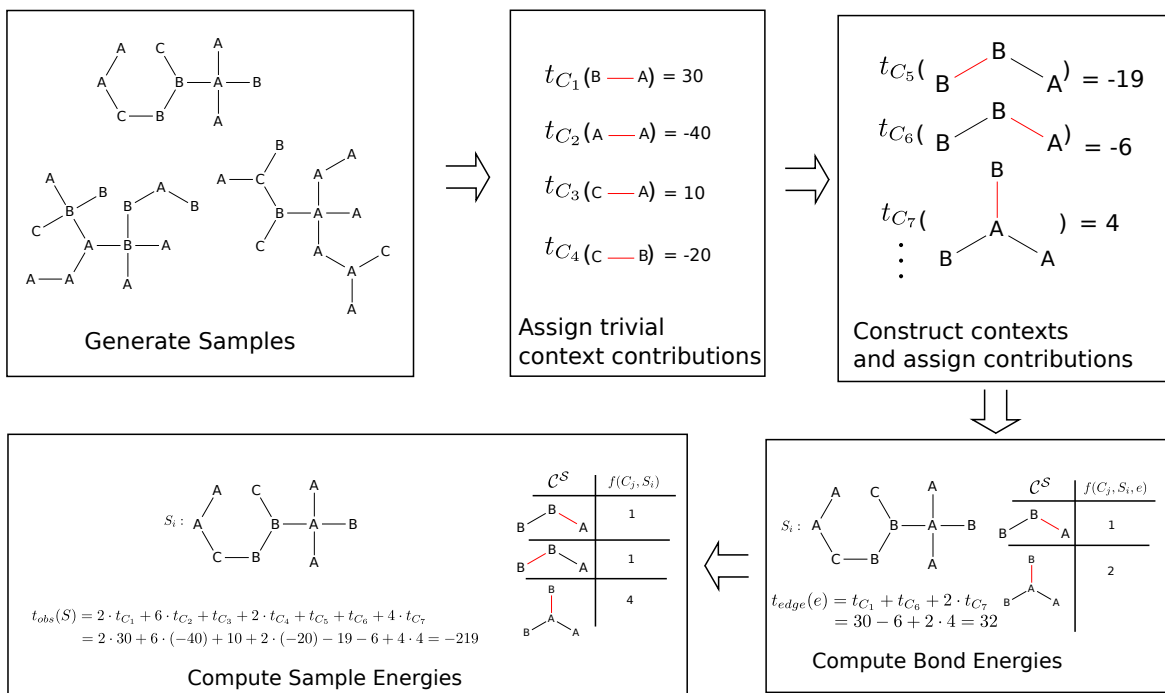 A
A
C
B
C
B
A
A
B
A
A
B
B
C
A
A
A
B
A
A
B
A
B
B
A
C
B
C
A
A
A
A
A
A
C
A
Generate Samples
t_{C_1}(B — A) = 30
t_{C_2}(A — A) = -40
t_{C_3}(C — A) = 10
t_{C_4}(C — B) = -20
Assign trivial
context contributions
B
t_{C_5}(B A) = -19
B
t_{C_6}(B A) = -6
B
t_{C_7}( A ) = 4
B A
⋮
Construct contexts
and assign contributions
S_i :
A
A
C
B
C
B
A
A
B
A
𝒞^𝒮 f(C_j, S_i)
B
B A
1
B
B A
1
B
A
B A
4
t_{obs}(S) = 2 · t_{C_1} + 6 · t_{C_2} + t_{C_3} + 2 · t_{C_4} + t_{C_5} + t_{C_6} + 4 · t_{C_7}
= 2 · 30 + 6 · (−40) + 10 + 2 · (−20) − 19 − 6 + 4 · 4 = −219
Compute Sample Energies
S_i :
A
A
C
B
C
B
A
A
B
A
𝒞^𝒮 f(C_j, S_i, e)
B
B A
1
B
A
B A
2
t_{edge}(e) = t_{C_1} + t_{C_6} + 2 · t_{C_7}
= 30 − 6 + 2 · 4 = 32
Compute Bond Energies